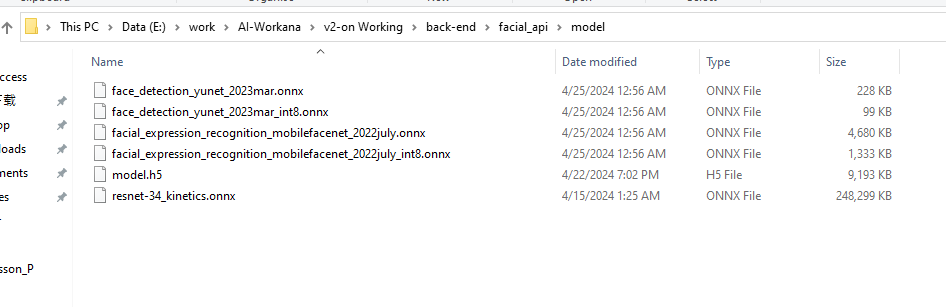 This PC > Data (E:) > work > AI-Workana > v2-on Working > back-end > facial_api > model
Name Date modified Type Size
face_detection_yunet_2023mar.onnx 4/25/2024 12:56 AM ONNX File 228 KB
face_detection_yunet_2023mar_int8.onnx 4/25/2024 12:56 AM ONNX File 99 KB
facial_expression_recognition_mobilefacenet_2022july.onnx 4/25/2024 12:56 AM ONNX File 4,680 KB
facial_expression_recognition_mobilefacenet_2022july_int8.onnx 4/25/2024 12:56 AM ONNX File 1,333 KB
model.h5 4/22/2024 7:02 PM H5 File 9,193 KB
resnet-34_kinetics.onnx 4/15/2024 1:25 AM ONNX File 248,299 KB
ccess
下载
op
loads
ments
es
sson_P